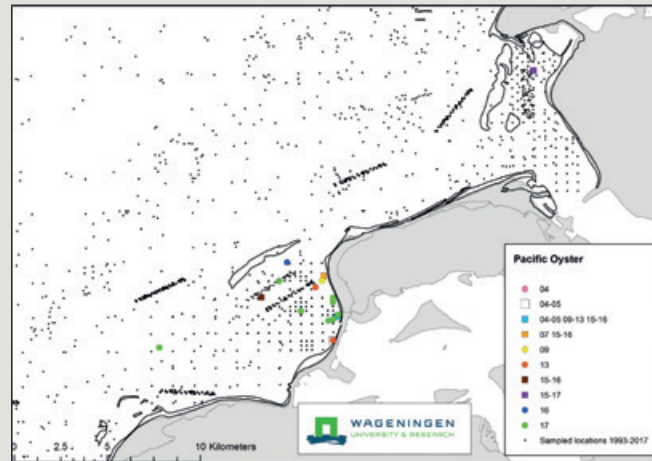 Pacific Oyster
04
04-05
04-05 09-13 15-16
07 15-16
09
13
15-16
15-17
16
17
Sampled locations 1993-2017
WAGENINGEN
UNIVERSITY & RESEARCH
0 2.5 5 10 Kilometers